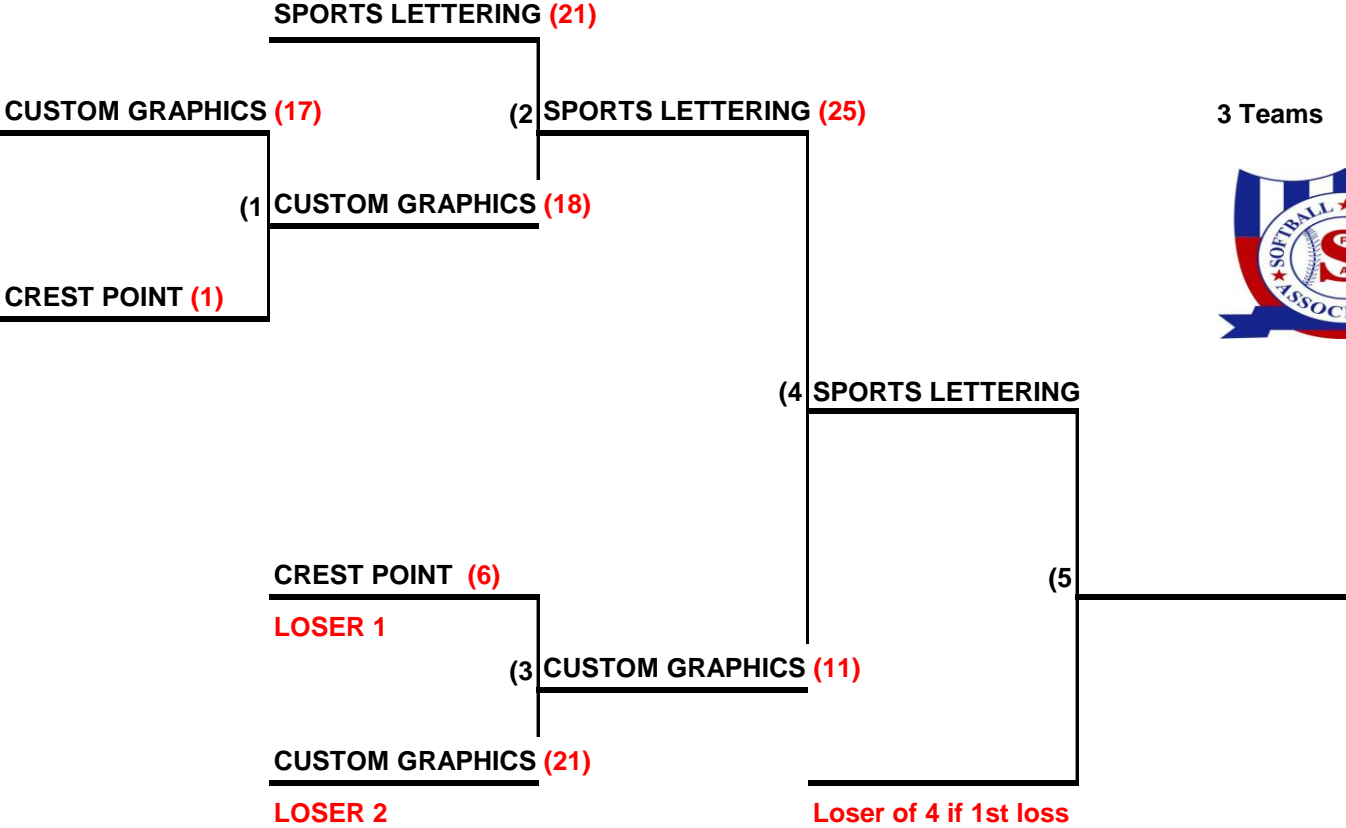 SPORTS LETTERING (21)
CUSTOM GRAPHICS (17)
(2 SPORTS LETTERING (25)
3 Teams
(1 CUSTOM GRAPHICS (18)
SOFTBALL
CREST POINT (1)
(4 SPORTS LETTERING
CREST POINT (6)
(5
LOSER 1
(3 CUSTOM GRAPHICS (11)
CUSTOM GRAPHICS (21)
LOSER 2
Loser of 4 if 1st loss